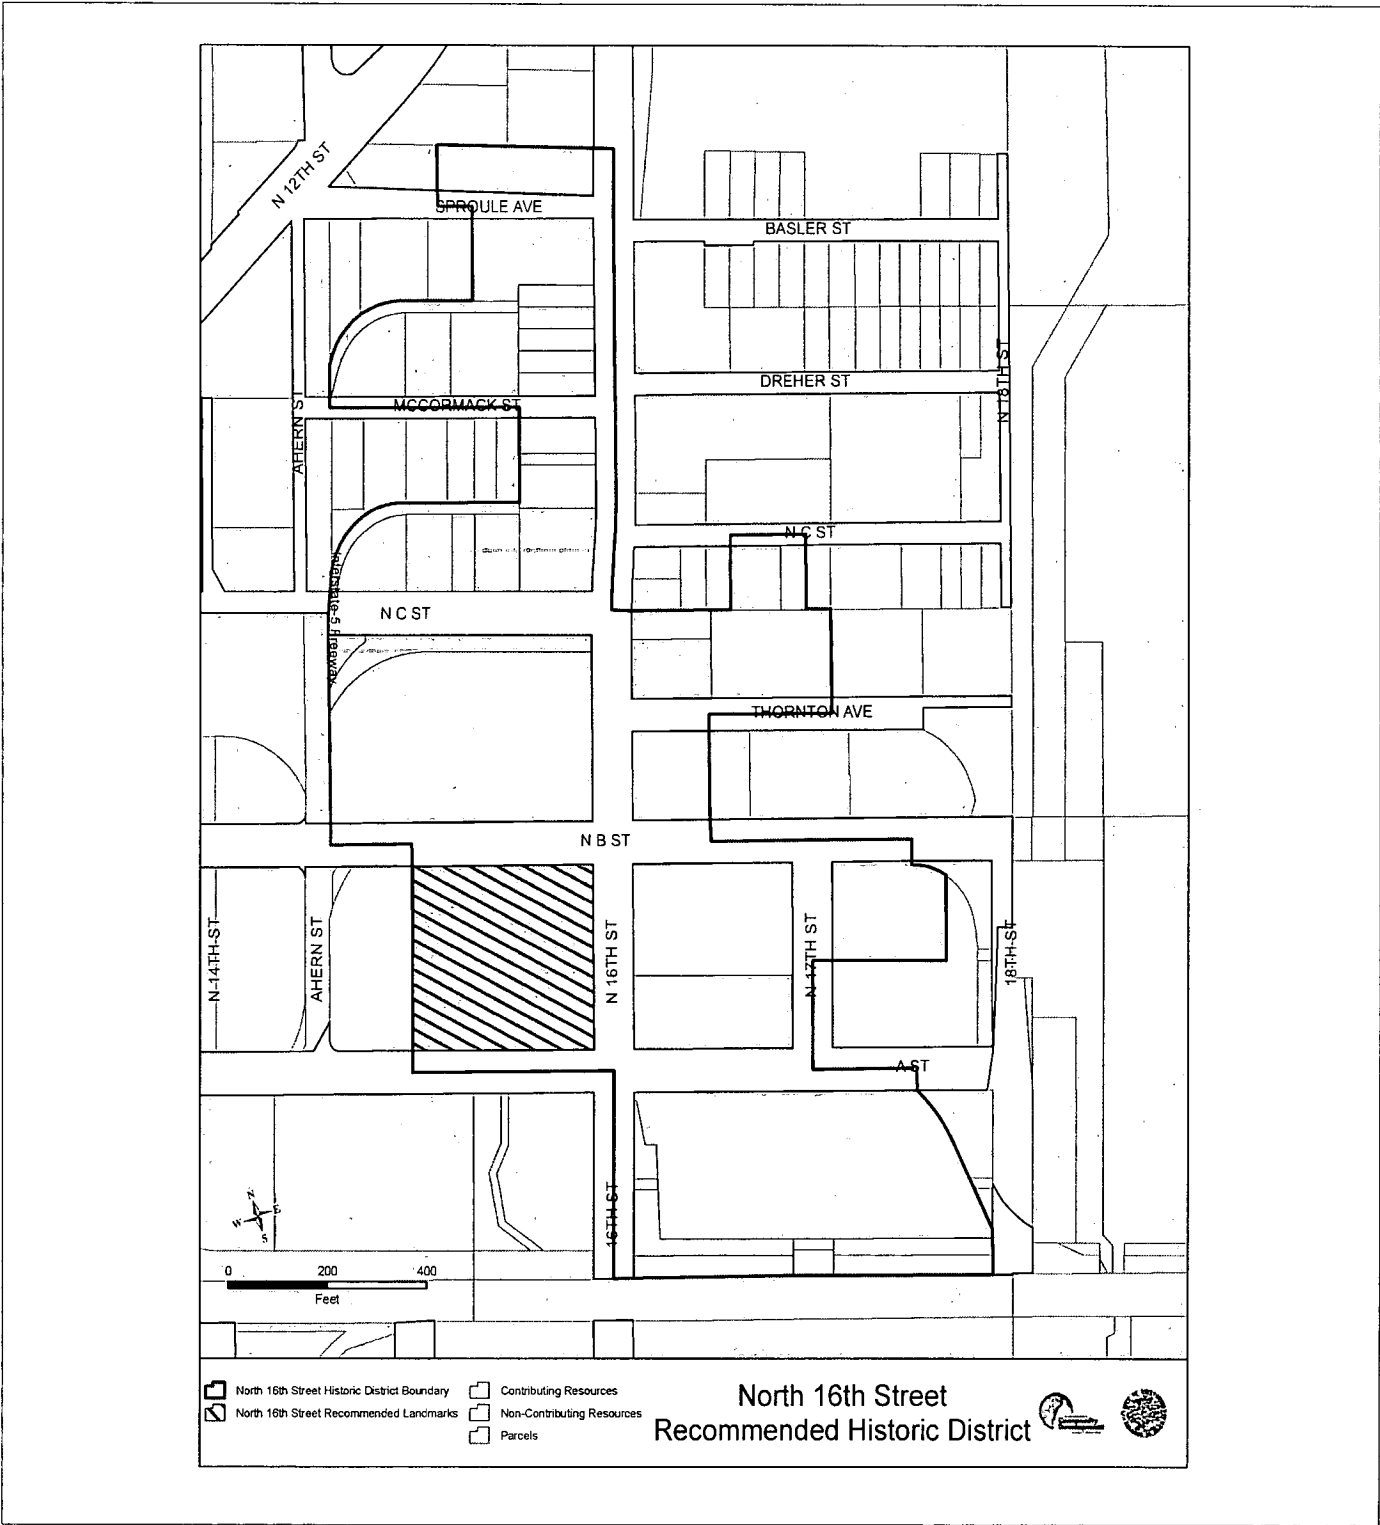 N 12TH ST
SPROULE AVE
BASLER ST
DREHER ST
N 18TH ST
MCCORMACK ST
AHERN ST
N C ST
Interstate 5 Freeway
N C ST
THORNTON AVE
N B ST
N 14TH ST
AHERN ST
N 16TH ST
N 17TH ST
18TH ST
A ST
16TH ST
N
W E
S
0 200 400
Feet
North 16th Street Historic District Boundary
North 16th Street Recommended Landmarks
Contributing Resources
Non-Contributing Resources
Parcels
North 16th Street
Recommended Historic District